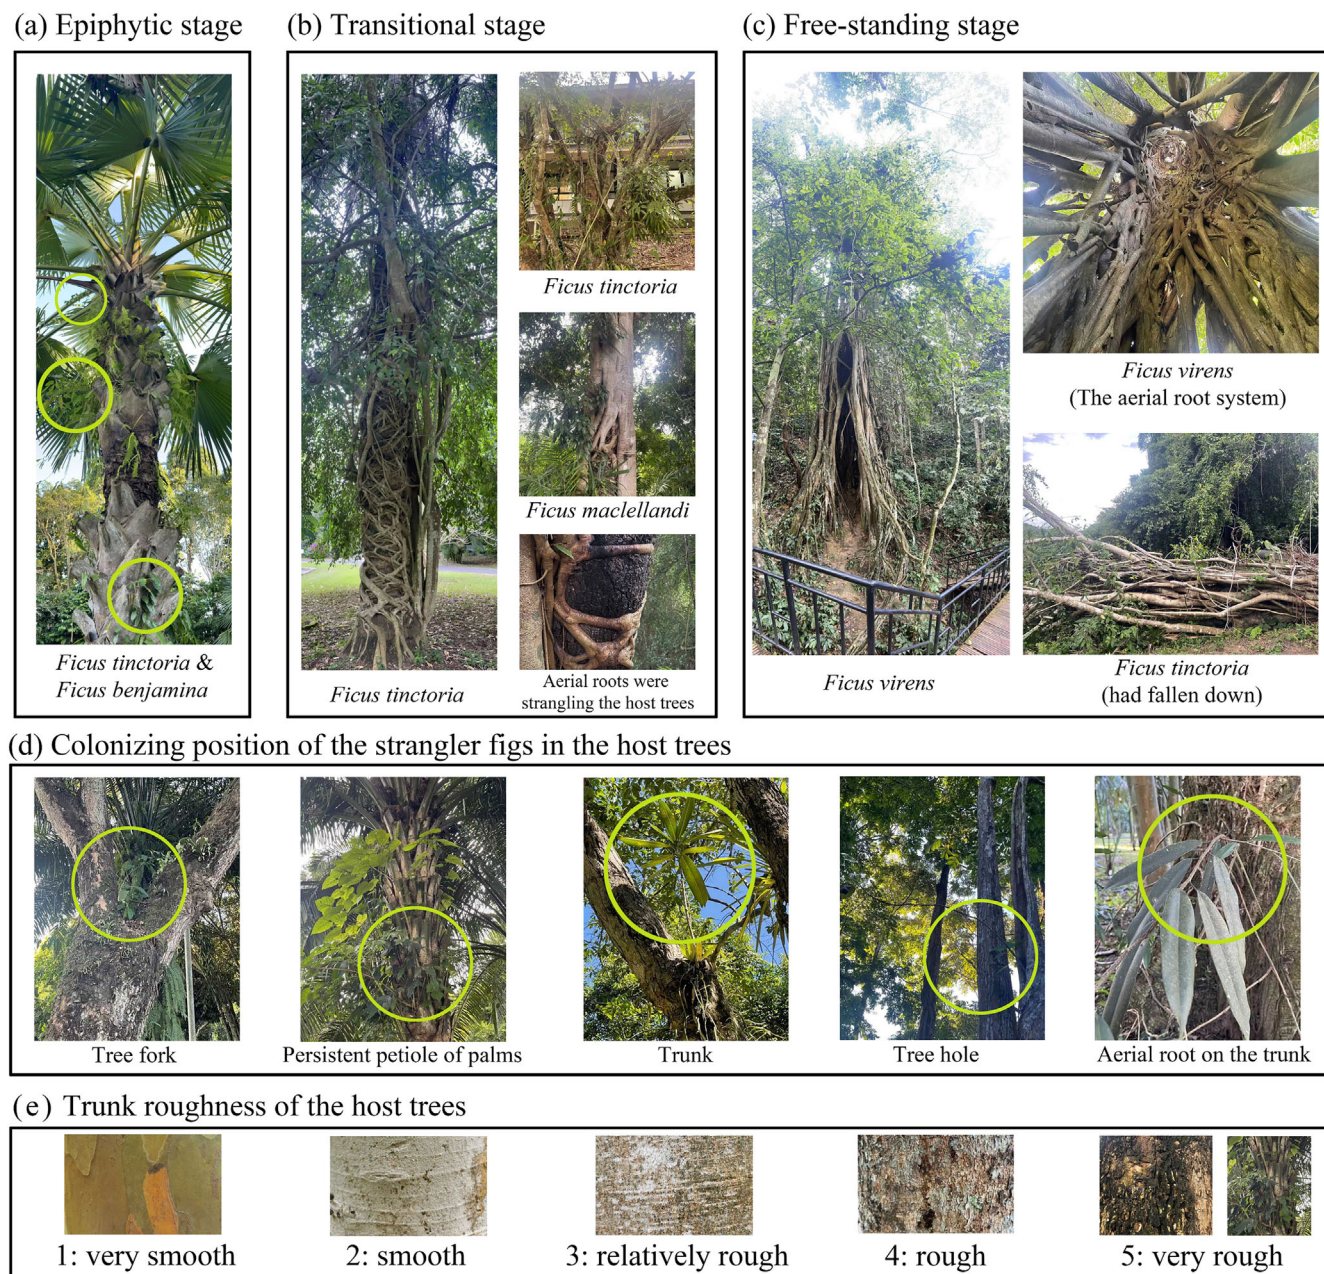 (a) Epiphytic stage
Ficus tinctoria &
Ficus benjamina
(b) Transitional stage
Ficus tinctoria
Ficus tinctoria
Ficus maclellandi
Aerial roots were
strangling the host trees
(c) Free-standing stage
Ficus virens
Ficus virens
(The aerial root system)
Ficus tinctoria
(had fallen down)
(d) Colonizing position of the strangler figs in the host trees
Tree fork
Persistent petiole of palms
Trunk
Tree hole
Aerial root on the trunk
(e) Trunk roughness of the host trees
1: very smooth
2: smooth
3: relatively rough
4: rough
5: very rough